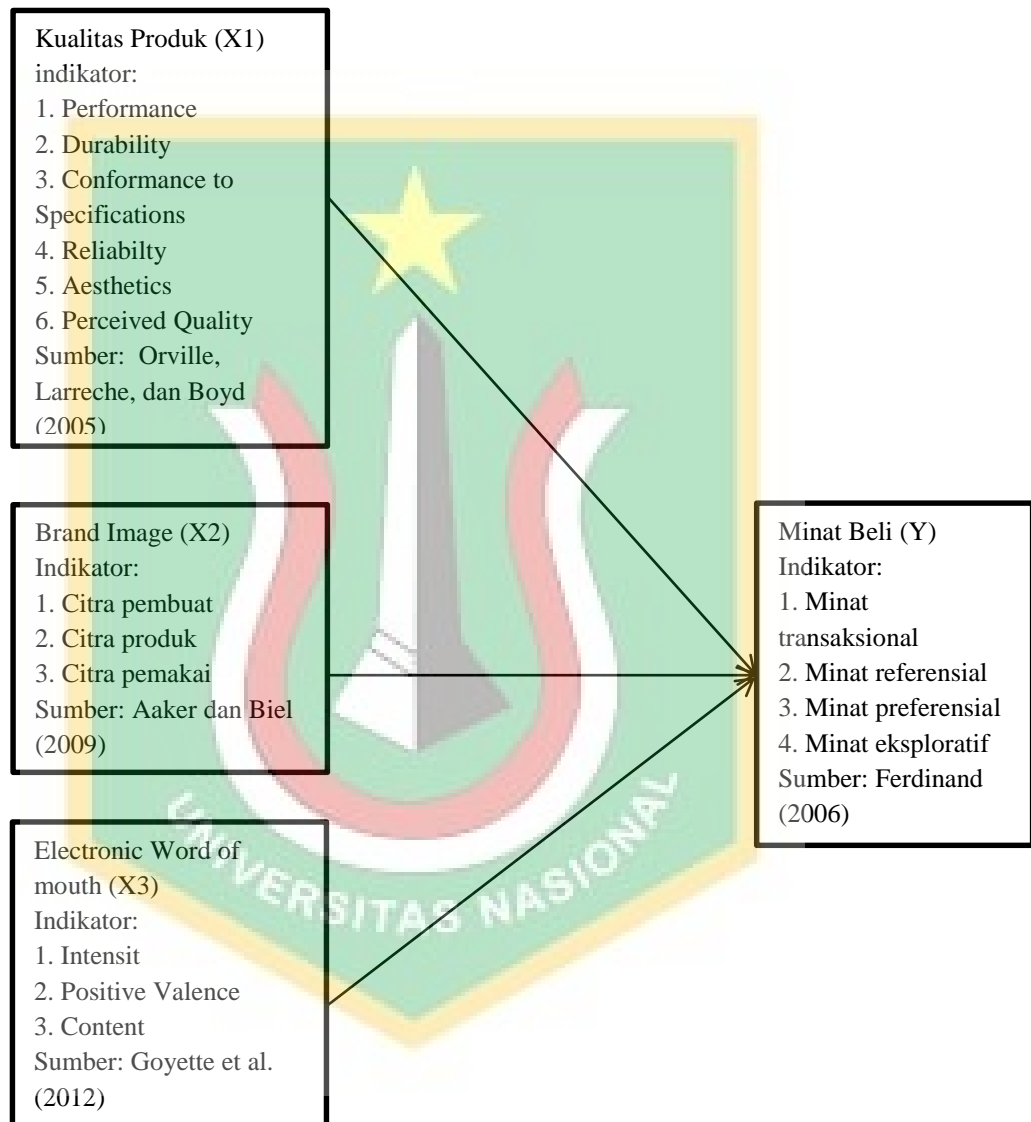 Kualitas Produk (X1)
indikator:
1. Performance
2. Durability
3. Conformance to
Specifications
4. Reliabilty
5. Aesthetics
6. Perceived Quality
Sumber: Orville,
Larreche, dan Boyd
(2005)
Brand Image (X2)
Indikator:
1. Citra pembuat
2. Citra produk
3. Citra pemakai
Sumber: Aaker dan Biel
(2009)
Electronic Word of
mouth (X3)
Indikator:
1. Intensit
2. Positive Valence
3. Content
Sumber: Goyette et al.
(2012)
Minat Beli (Y)
Indikator:
1. Minat
transaksional
2. Minat referensial
3. Minat preferensial
4. Minat eksploratif
Sumber: Ferdinand
(2006)
UNIVERSITAS NASIONAL